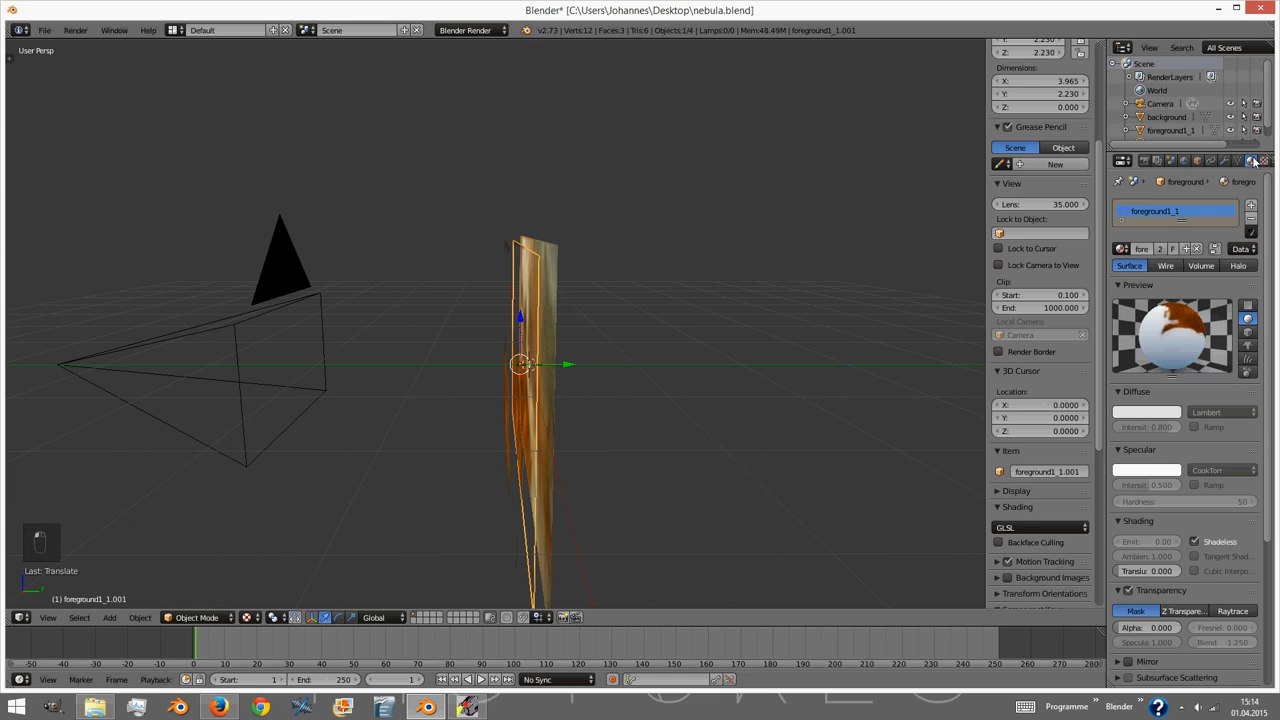 Blender* [C:\Users\Johannes\Desktop\nebula.blend]
File Render Window Help Default Scene Blender Render v2.73 | Verts:12 | Faces:3 | Tris:6 | Objects:1/4 | Lamps:0/0 | Mem:48.49M | foreground1_1.001
View Search All Scenes
User Persp
Z: 2.230
Dimensions:
X: 3.965
Y: 2.230
Z: 0.000
Grease Pencil
Scene Object
New
View
Lens: 35.000
Lock to Object:
Lock to Cursor
Lock Camera to View
Clip:
Start: 0.100
End: 1000.000
Local Camera:
Camera
Render Border
3D Cursor
Location:
X: 0.0000
Y: 0.0000
Z: 0.0000
Item
foreground1_1.001
Display
Shading
GLSL
Backface Culling
Motion Tracking
Background Images
Transform Orientations
Scene
RenderLayers
World
Camera
background
foreground1_1
foreground foregro
foreground1_1
fore 2 F Data
Surface Wire Volume Halo
Preview
Diffuse
Lambert
Intensit: 0.800 Ramp
Specular
CookTorr
Intensit: 0.500 Ramp
Hardness: 50
Shading
Emit: 0.00 Shadeless
Ambien: 1.000 Tangent Shad...
Translu: 0.000 Cubic Interpo...
Transparency
Mask Z Transpare... Raytrace
Alpha: 0.000 Fresnel: 0.000
Specula: 1.000 Blend: 1.250
Mirror
Subsurface Scattering
Last: Translate
(1) foreground1_1.001
View Select Add Object Object Mode Global
-50 -40 -30 -20 -10 0 10 20 30 40 50 60 70 80 90 100 110 120 130 140 150 160 170 180 190 200 210 220 230 240 250 260 270 280
View Marker Frame Playback Start: 1 End: 250 1 No Sync
Programme » Blender »
15:14
01.04.2015